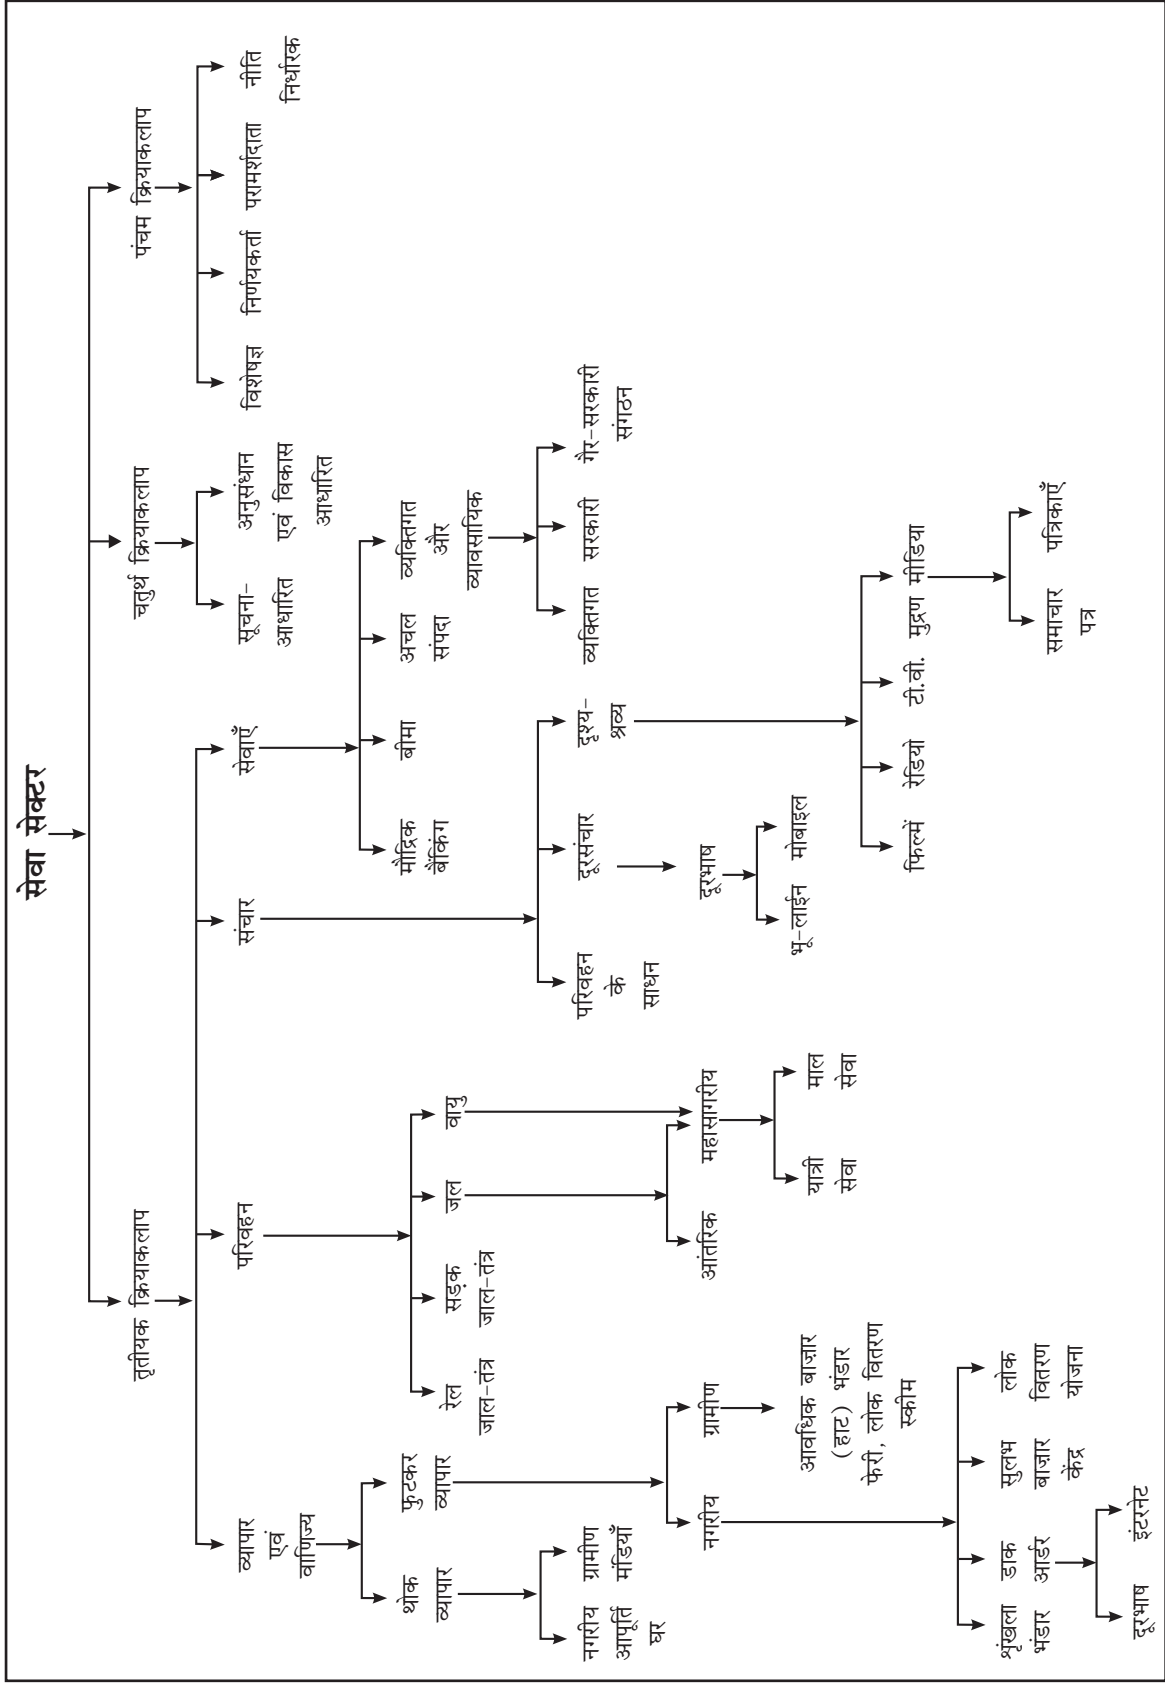 सेवा सेक्टर
तृतीयक क्रियाकलाप
चतुर्थ क्रियाकलाप
पंचम क्रियाकलाप
व्यापार
एवं
वाणिज्य
परिवहन
संचार
सेवाएँ
सूचना-
आधारित
अनुसंधान
एवं विकास
आधारित
विशेषज्ञ
निर्णयकर्ता
परामर्शदाता
नीति
निर्धारक
थोक
व्यापार
फुटकर
व्यापार
रेल
जाल-तंत्र
सड़क
जाल-तंत्र
जल
वायु
मौद्रिक
बैंकिंग
बीमा
अचल
संपदा
व्यक्तिगत
और
व्यावसायिक
नगरीय
आपूर्ति
घर
ग्रामीण
मंडियाँ
परिवहन
के
साधन
दूरसंचार
दृश्य-
श्रव्य
व्यक्तिगत
सरकारी
गैर-सरकारी
संगठन
नगरीय
ग्रामीण
आंतरिक
महासागरीय
दूरभाष
आवधिक बाज़ार
(हाट) भंडार
फेरी, लोक वितरण
स्कीम
यात्री
सेवा
माल
सेवा
भू-लाईन
मोबाइल
फिल्में
रेडियो
टी.वी.
मुद्रण मीडिया
शृंखला
भंडार
डाक
आर्डर
सुलभ
बाज़ार
केंद्र
लोक
वितरण
योजना
समाचार
पत्र
पत्रिकाएँ
दूरभाष
इंटरनेट